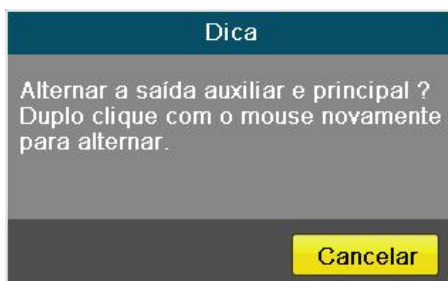 Dica
Alternar a saída auxiliar e principal ?
Duplo clique com o mouse novamente
para alternar.
Cancelar